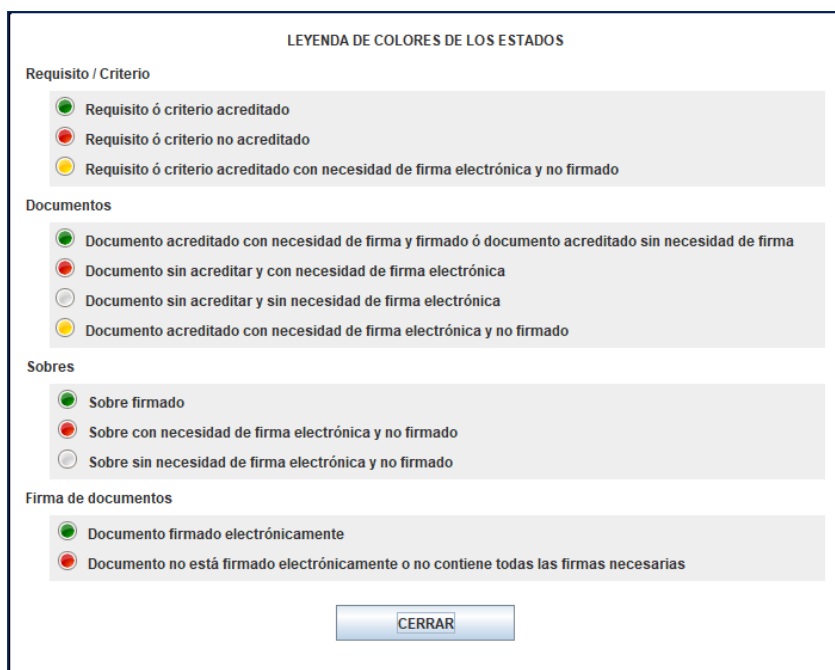 LEYENDA DE COLORES DE LOS ESTADOS
Requisito / Criterio
Requisito ó criterio acreditado
Requisito ó criterio no acreditado
Requisito ó criterio acreditado con necesidad de firma electrónica y no firmado
Documentos
Documento acreditado con necesidad de firma y firmado ó documento acreditado sin necesidad de firma
Documento sin acreditar y con necesidad de firma electrónica
Documento sin acreditar y sin necesidad de firma electrónica
Documento acreditado con necesidad de firma electrónica y no firmado
Sobres
Sobre firmado
Sobre con necesidad de firma electrónica y no firmado
Sobre sin necesidad de firma electrónica y no firmado
Firma de documentos
Documento firmado electrónicamente
Documento no está firmado electrónicamente o no contiene todas las firmas necesarias
CERRAR